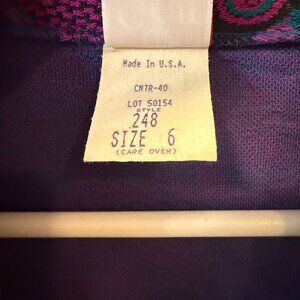 Made In U.S.A.
CNTR-40
LOT 50154
STYLE
248
SIZE 6
(CARE OVER)